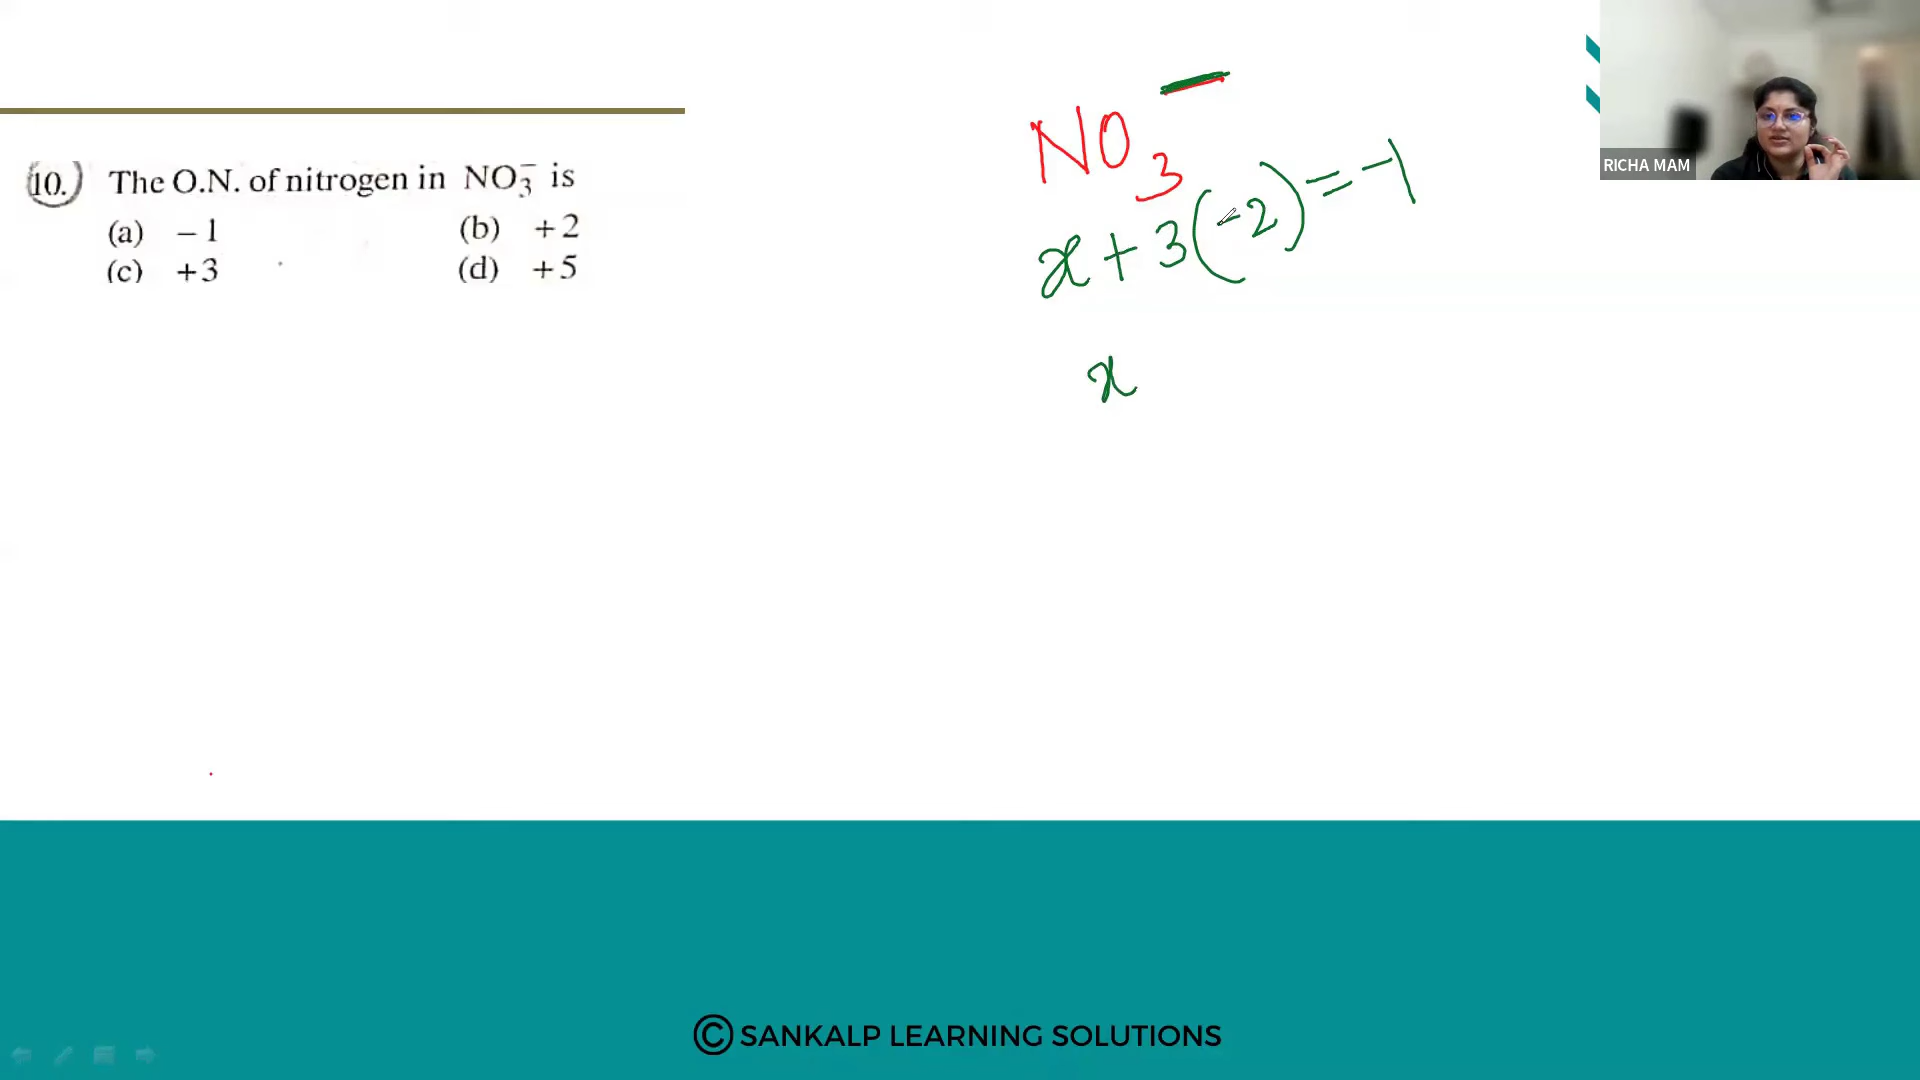 10. The O.N. of nitrogen in NO₃⁻ is
(a) – 1 (b) +2
(c) +3 (d) +5
NO₃⁻
x + 3(-2) = -1
x
RICHA MAM
© SANKALP LEARNING SOLUTIONS